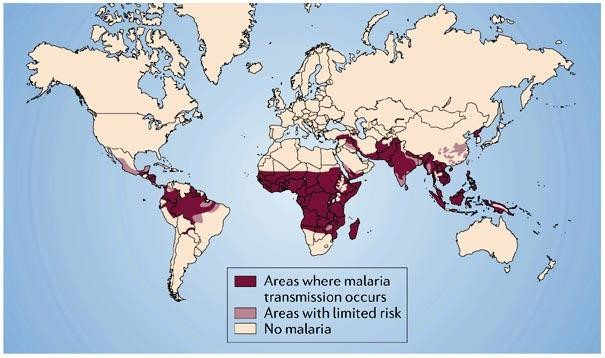 Areas where malaria
transmission occurs
Areas with limited risk
No malaria